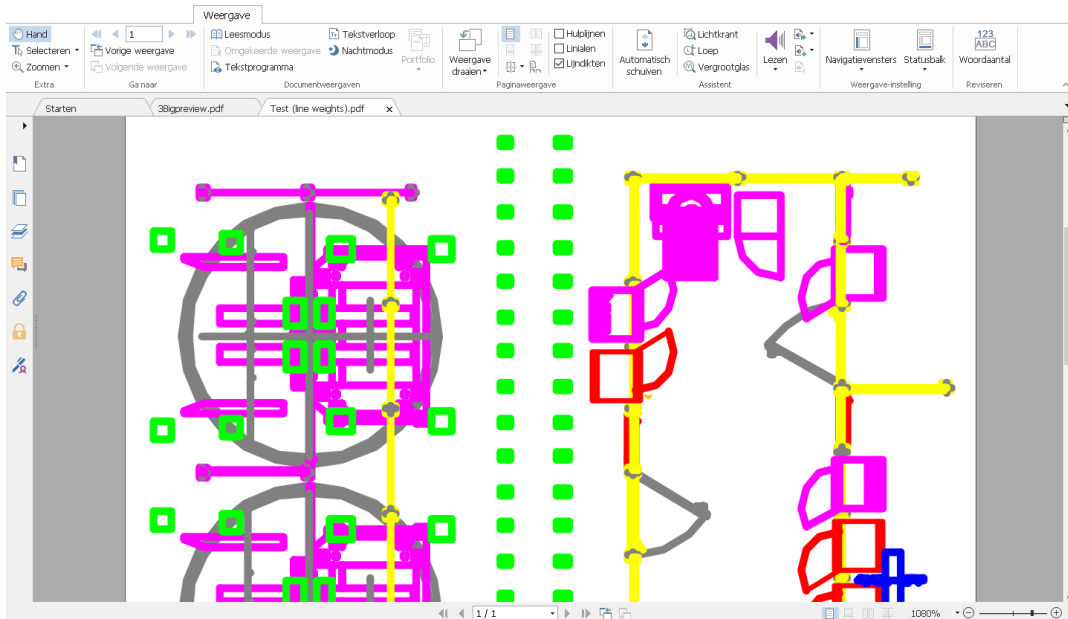 Weergave
Hand
1
Leesmodus
Tekstverloop
Hulplijnen
Lichtkrant
123
ABC
Selecteren
Vorige weergave
Omgekeerde weergave
Nachtmodus
Portfolio
Weergave
draaien
Linialen
Automatisch
schuiven
Loep
Lezen
Navigatievensters
Statusbalk
Woordaantal
Zoomen
Volgende weergave
Tekstprogramma
Lijndikten
Vergrootglas
Extra
Ga naar
Documentweergaven
Paginaweergave
Assistent
Weergave-instelling
Reviseren
Starten
3Bigpreview.pdf
Test (line weights).pdf
1 / 1
1080%